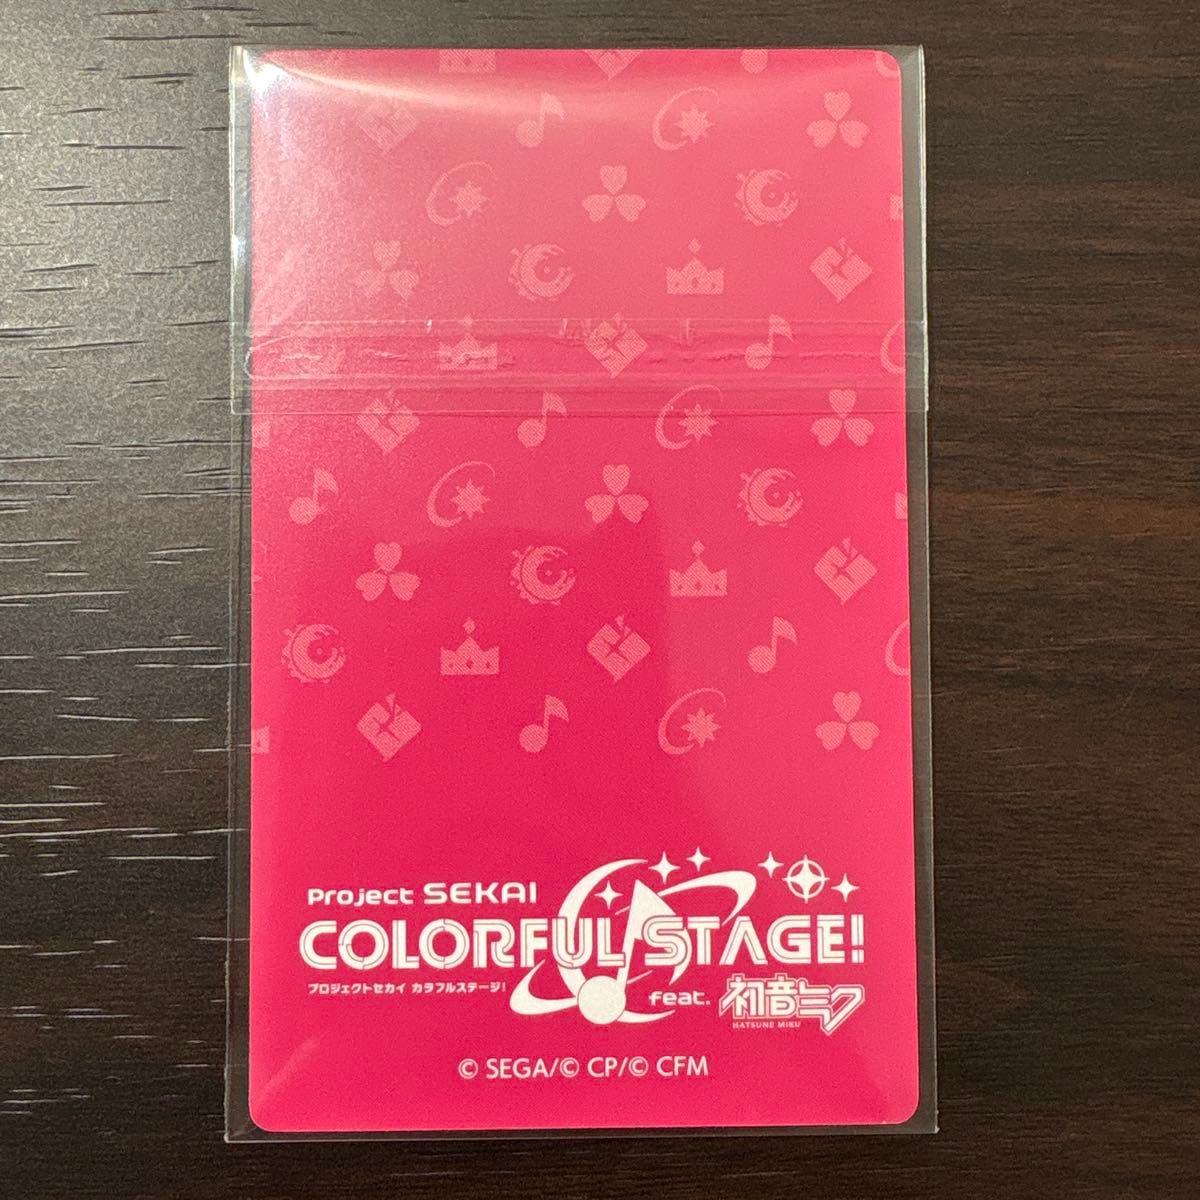 Project SEKAI
COLORFUL STAGE!
プロジェクトセカイ カラフルステージ!
feat. 初音ミク
HATSUNE MIKU
© SEGA/© CP/© CFM